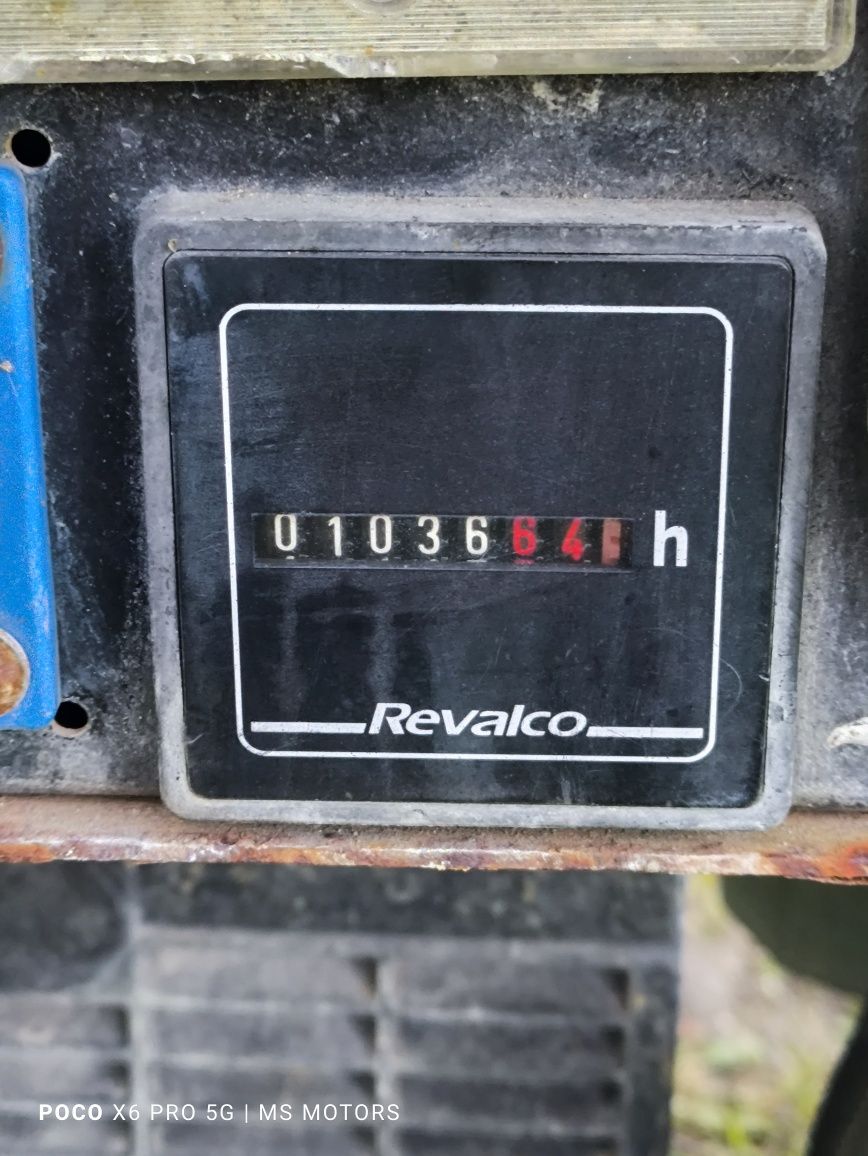 0103664 h
Revalco
POCO X6 PRO 5G | MS MOTORS